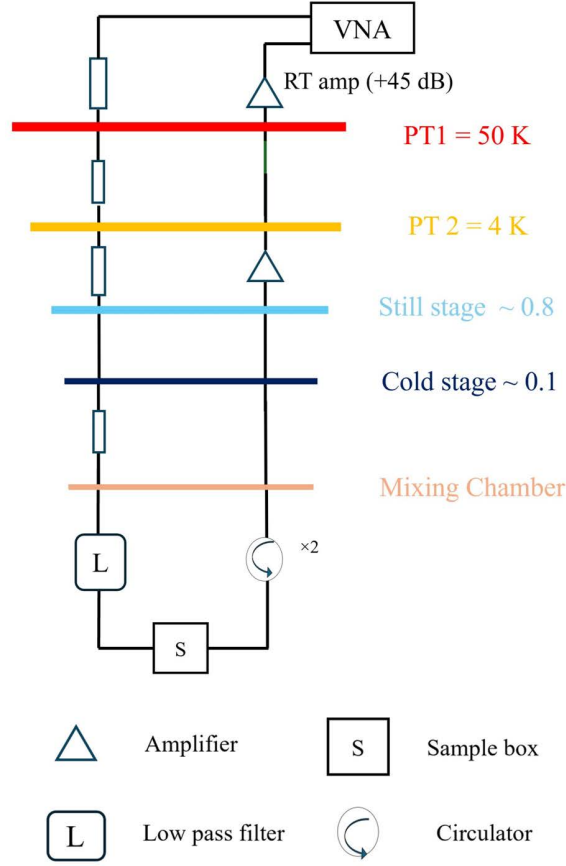 VNA
RT amp (+45 dB)
PT1 = 50 K
PT 2 = 4 K
Still stage ~ 0.8
Cold stage ~ 0.1
Mixing Chamber
L
×2
S
Amplifier
S
Sample box
L
Low pass filter
Circulator